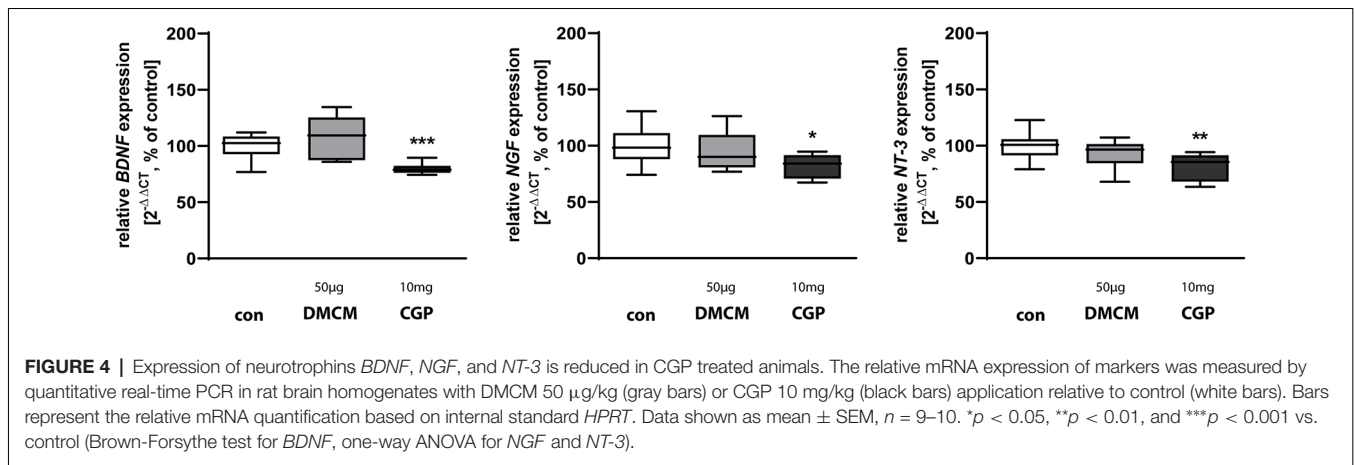 200
150
100
50
0
relative BDNF expression
[2-ΔΔCT, % of control]
***
50µg
10mg
con
DMCM
CGP
200
150
100
50
0
relative NGF expression
[2-ΔΔCT, % of control]
*
50µg
10mg
con
DMCM
CGP
200
150
100
50
0
relative NT-3 expression
[2-ΔΔCT, % of control]
**
50µg
10mg
con
DMCM
CGP
FIGURE 4 | Expression of neurotrophins BDNF, NGF, and NT-3 is reduced in CGP treated animals. The relative mRNA expression of markers was measured by
quantitative real-time PCR in rat brain homogenates with DMCM 50 µg/kg (gray bars) or CGP 10 mg/kg (black bars) application relative to control (white bars). Bars
represent the relative mRNA quantification based on internal standard HPRT. Data shown as mean ± SEM, n = 9–10. *p < 0.05, **p < 0.01, and ***p < 0.001 vs.
control (Brown-Forsythe test for BDNF, one-way ANOVA for NGF and NT-3).